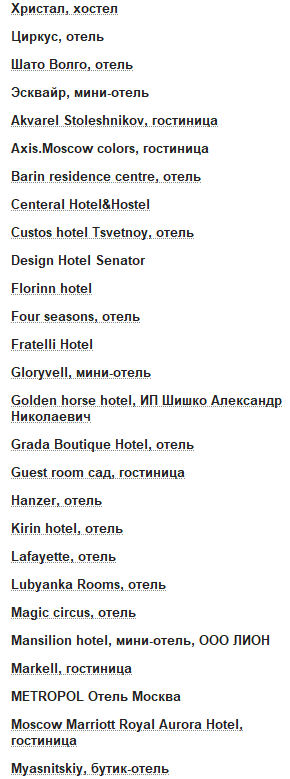 Христал, хостел
Циркус, отель
Шато Волго, отель
Эсквайр, мини-отель
Akvarel Stoleshnikov, гостиница
Axis.Moscow colors, гостиница
Barin residence centre, отель
Centeral Hotel&Hostel
Custos hotel Tsvetnoy, отель
Design Hotel Senator
Florinn hotel
Four seasons, отель
Fratelli Hotel
Gloryvell, мини-отель
Golden horse hotel, ИП Шишко Александр
Николаевич
Grada Boutique Hotel, отель
Guest room сад, гостиница
Hanzer, отель
Kirin hotel, отель
Lafayette, отель
Lubyanka Rooms, отель
Magic circus, отель
Mansilion hotel, мини-отель, ООО ЛИОН
Markell, гостиница
METROPOL Отель Москва
Moscow Marriott Royal Aurora Hotel,
гостиница
Myasnitskiy, бутик-отель